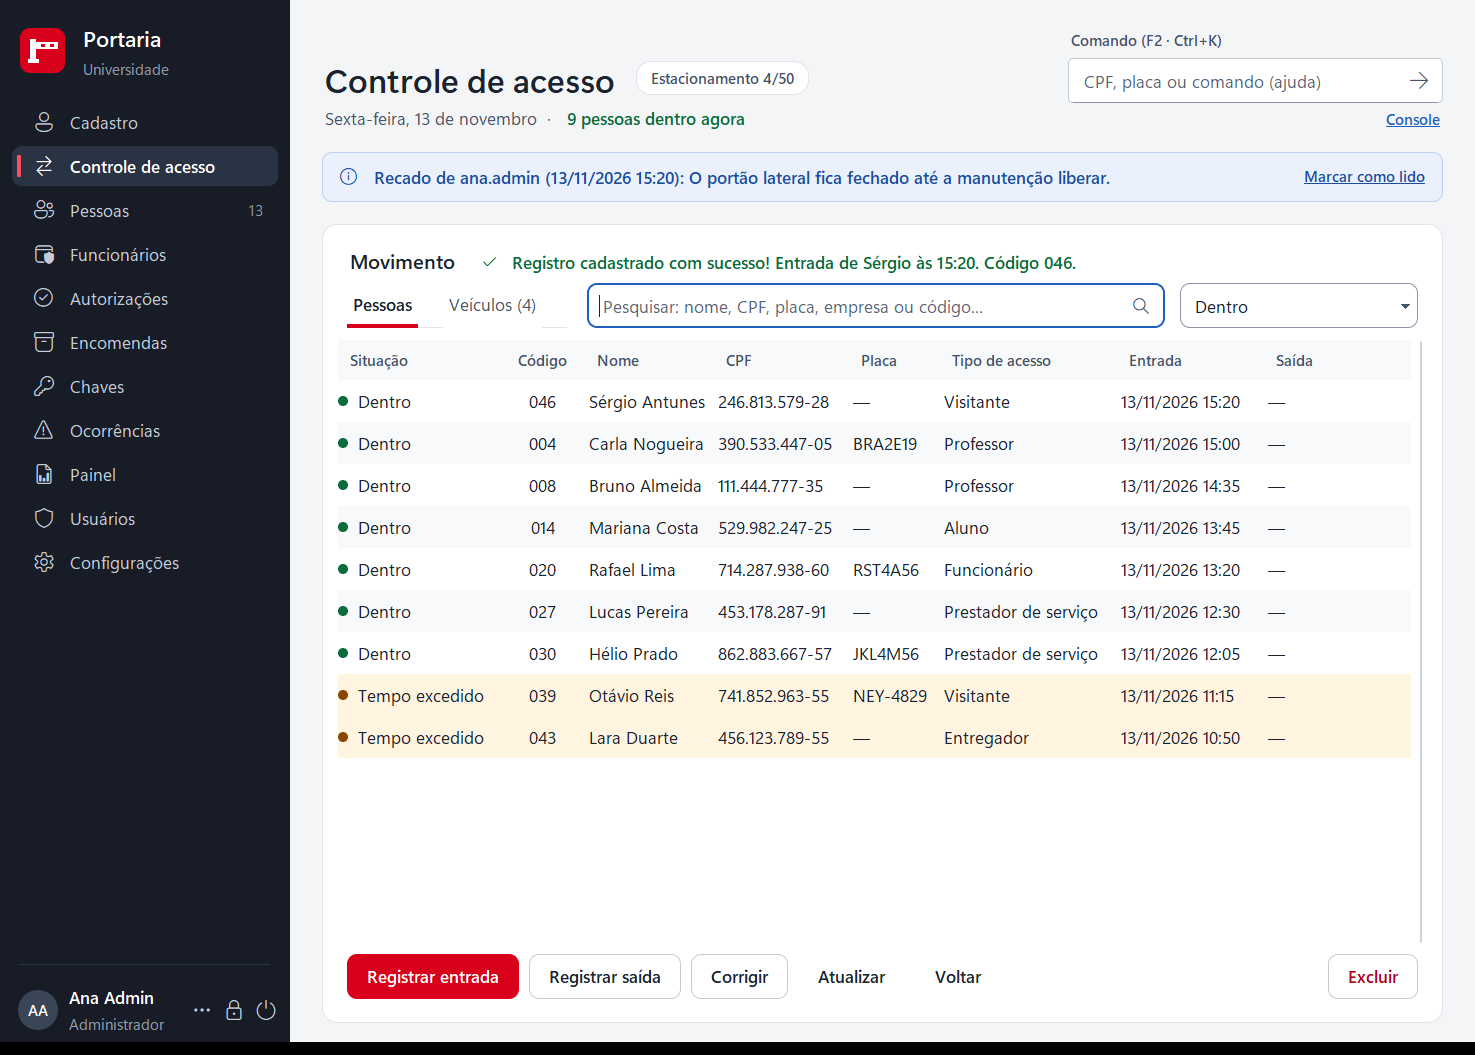 Portaria
Universidade
Cadastro
Controle de acesso
Pessoas 13
Funcionários
Autorizações
Encomendas
Chaves
Ocorrências
Painel
Usuários
Configurações
AA
Ana Admin
Administrador
Controle de acesso
Estacionamento 4/50
Sexta-feira, 13 de novembro · 9 pessoas dentro agora
Comando (F2 · Ctrl+K)
CPF, placa ou comando (ajuda)
Console
Recado de ana.admin (13/11/2026 15:20): O portão lateral fica fechado até a manutenção liberar.
Marcar como lido
Movimento
Registro cadastrado com sucesso! Entrada de Sérgio às 15:20. Código 046.
Pessoas
Veículos (4)
Pesquisar: nome, CPF, placa, empresa ou código...
Dentro
Situação Código Nome CPF Placa Tipo de acesso Entrada Saída
Dentro 046 Sérgio Antunes 246.813.579-28 — Visitante 13/11/2026 15:20 —
Dentro 004 Carla Nogueira 390.533.447-05 BRA2E19 Professor 13/11/2026 15:00 —
Dentro 008 Bruno Almeida 111.444.777-35 — Professor 13/11/2026 14:35 —
Dentro 014 Mariana Costa 529.982.247-25 — Aluno 13/11/2026 13:45 —
Dentro 020 Rafael Lima 714.287.938-60 RST4A56 Funcionário 13/11/2026 13:20 —
Dentro 027 Lucas Pereira 453.178.287-91 — Prestador de serviço 13/11/2026 12:30 —
Dentro 030 Hélio Prado 862.883.667-57 JKL4M56 Prestador de serviço 13/11/2026 12:05 —
Tempo excedido 039 Otávio Reis 741.852.963-55 NEY-4829 Visitante 13/11/2026 11:15 —
Tempo excedido 043 Lara Duarte 456.123.789-55 — Entregador 13/11/2026 10:50 —
Registrar entrada
Registrar saída
Corrigir
Atualizar
Voltar
Excluir